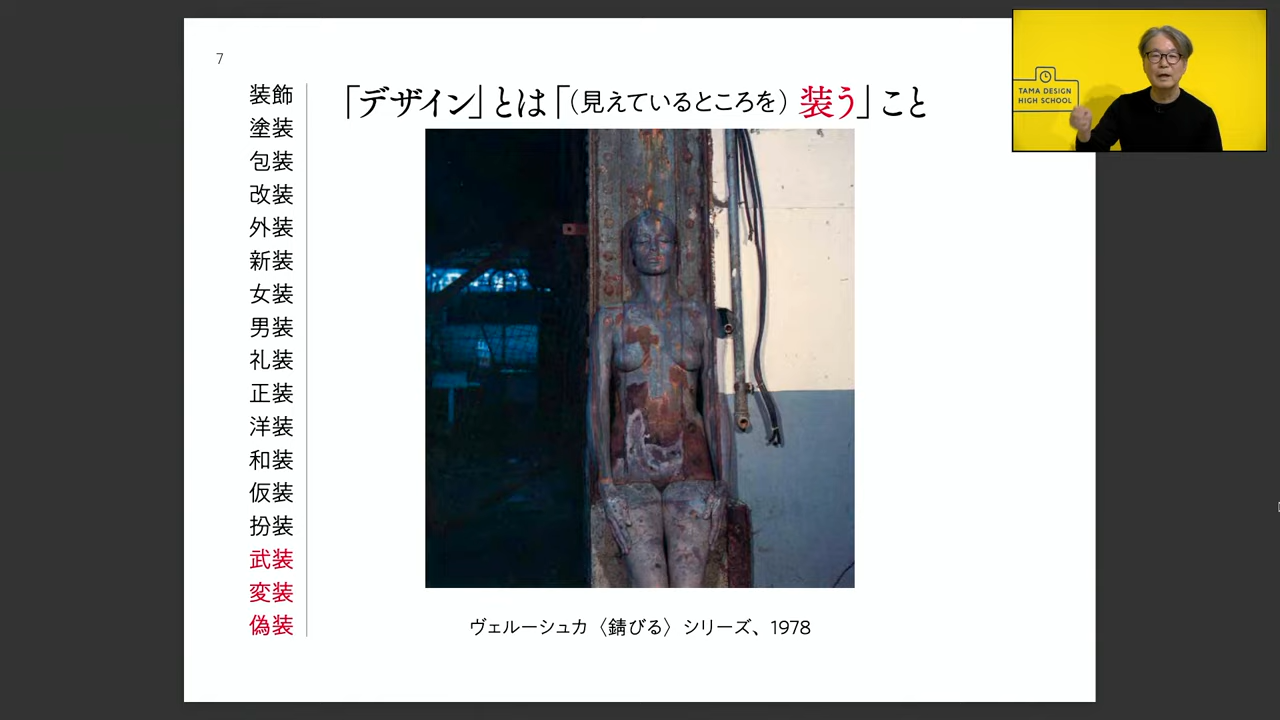 7
「デザイン」とは「（見えているところを）装う」こと
装飾
塗装
包装
改装
外装
新装
女装
男装
礼装
正装
洋装
和装
仮装
扮装
武装
変装
偽装
ヴェルーシュカ〈錆びる〉シリーズ、1978
TAMA DESIGN
HIGH SCHOOL